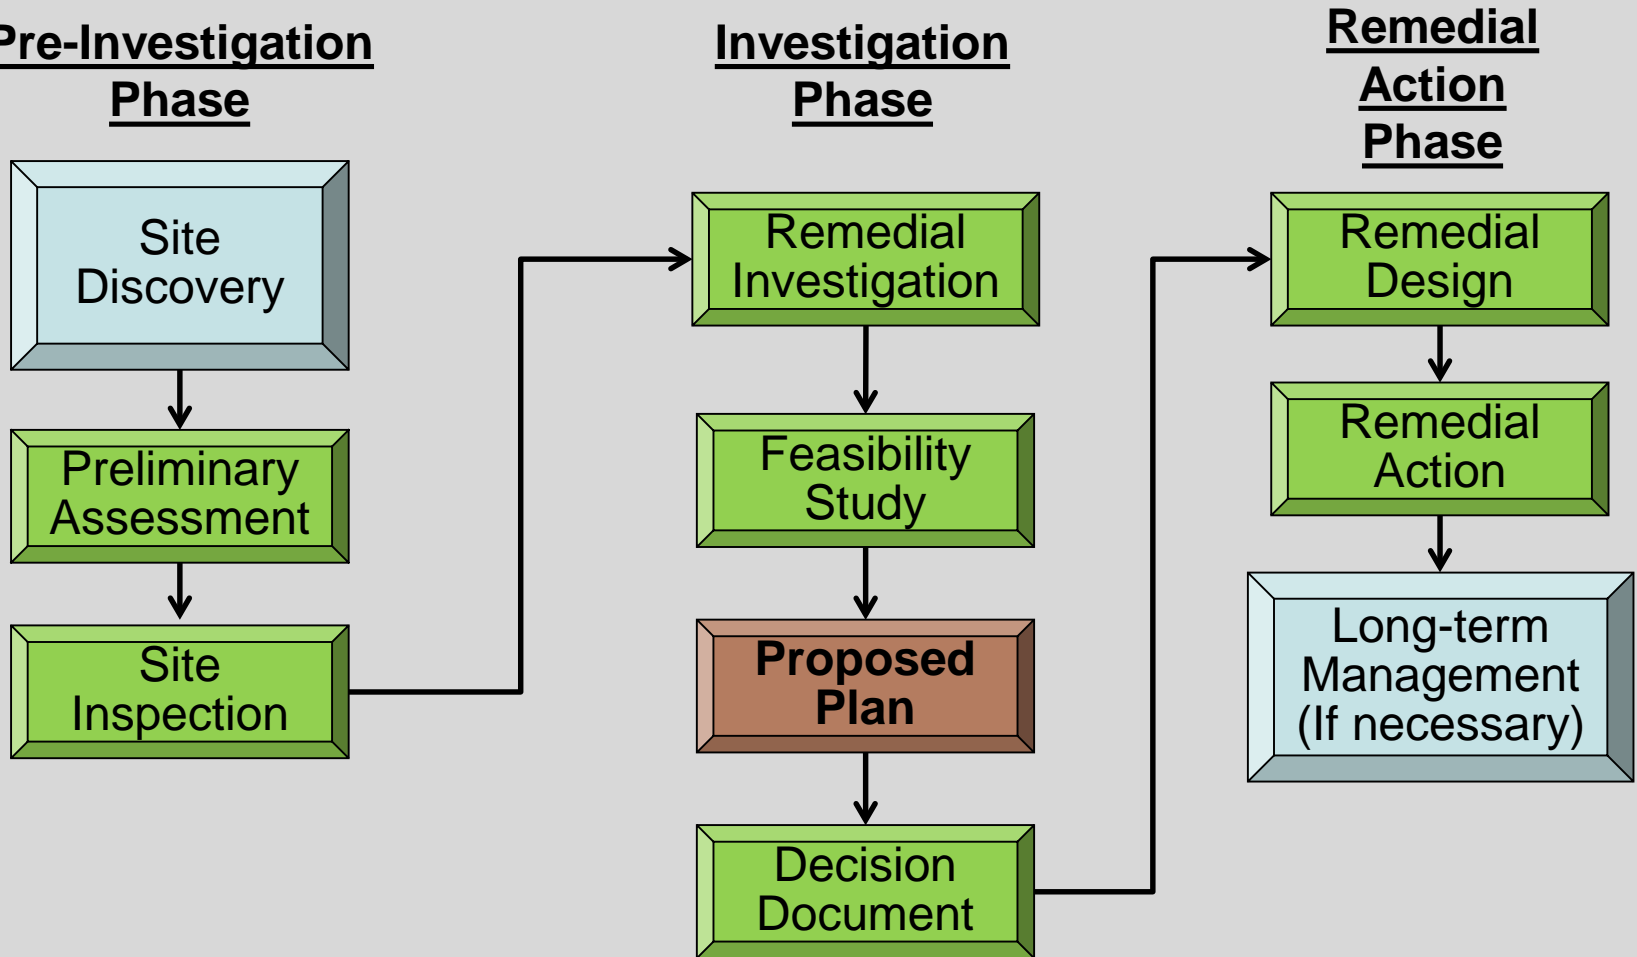 Pre-Investigation
Phase
Site
Discovery
Preliminary
Assessment
Site
Inspection
Investigation
Phase
Remedial
Investigation
Feasibility
Study
Proposed
Plan
Decision
Document
Remedial
Action
Phase
Remedial
Design
Remedial
Action
Long-term
Management
(If necessary)